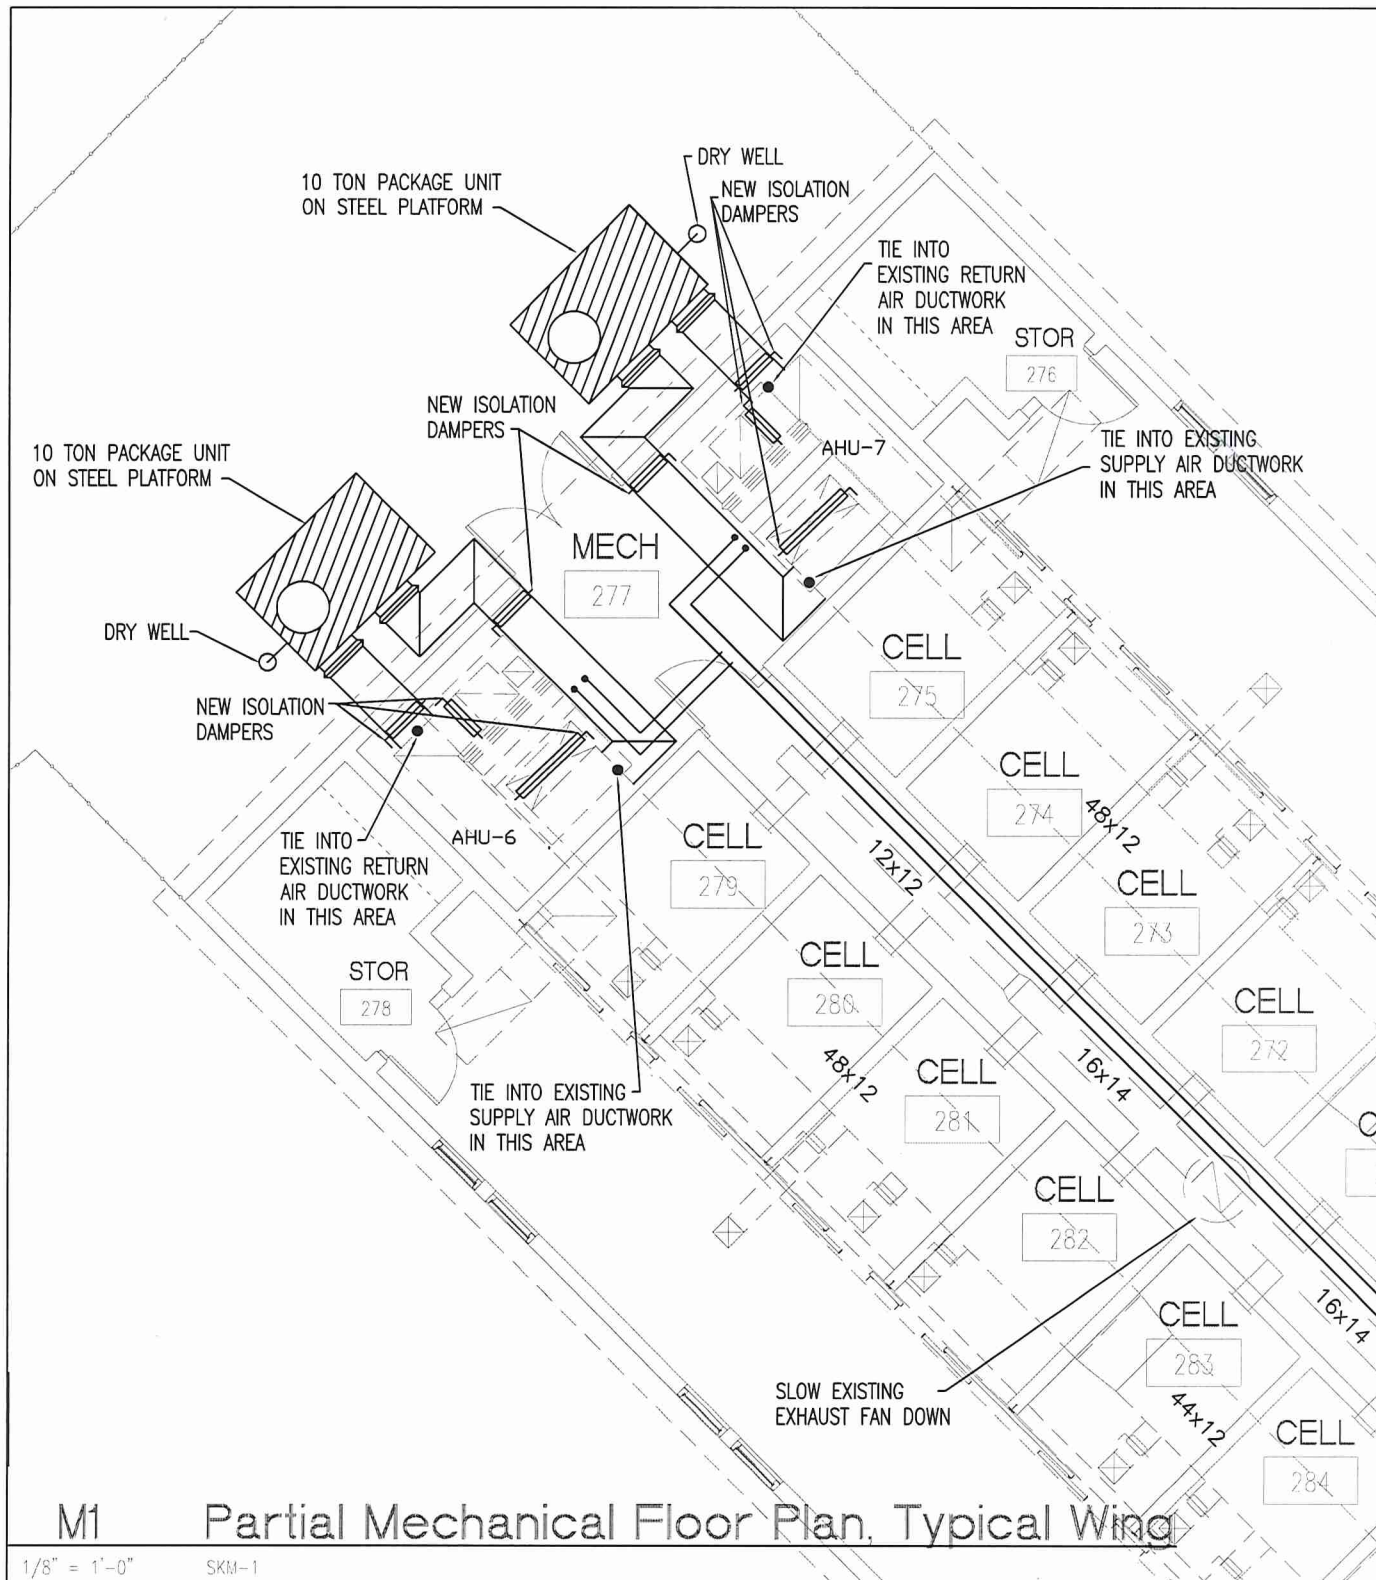 DRY WELL
10 TON PACKAGE UNIT
ON STEEL PLATFORM
NEW ISOLATION
DAMPERS
TIE INTO
EXISTING RETURN
AIR DUCTWORK
IN THIS AREA
STOR
276
NEW ISOLATION
DAMPERS
AHU-7
TIE INTO EXISTING
SUPPLY AIR DUCTWORK
IN THIS AREA
10 TON PACKAGE UNIT
ON STEEL PLATFORM
MECH
277
DRY WELL
CELL
275
NEW ISOLATION
DAMPERS
CELL
274
48x12
TIE INTO
EXISTING RETURN
AIR DUCTWORK
IN THIS AREA
AHU-6
CELL
279
12x12
CELL
273
STOR
278
CELL
280
CELL
272
48x12
16x14
CELL
281
TIE INTO EXISTING
SUPPLY AIR DUCTWORK
IN THIS AREA
CELL
282
16x14
CELL
283
SLOW EXISTING
EXHAUST FAN DOWN
44x12
CELL
284
M1 Partial Mechanical Floor Plan, Typical Wing
1/8" = 1'-0" SKM-1